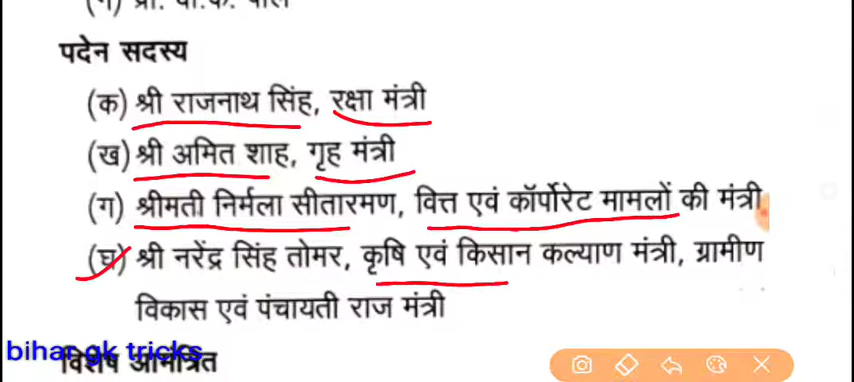 पदेन सदस्य
(क) श्री राजनाथ सिंह, रक्षा मंत्री
(ख) श्री अमित शाह, गृह मंत्री
(ग) श्रीमती निर्मला सीतारमण, वित्त एवं कॉर्पोरेट मामलों की मंत्री
(घ) श्री नरेंद्र सिंह तोमर, कृषि एवं किसान कल्याण मंत्री, ग्रामीण
विकास एवं पंचायती राज मंत्री
bihar gk tricks
विशेष आमंत्रित